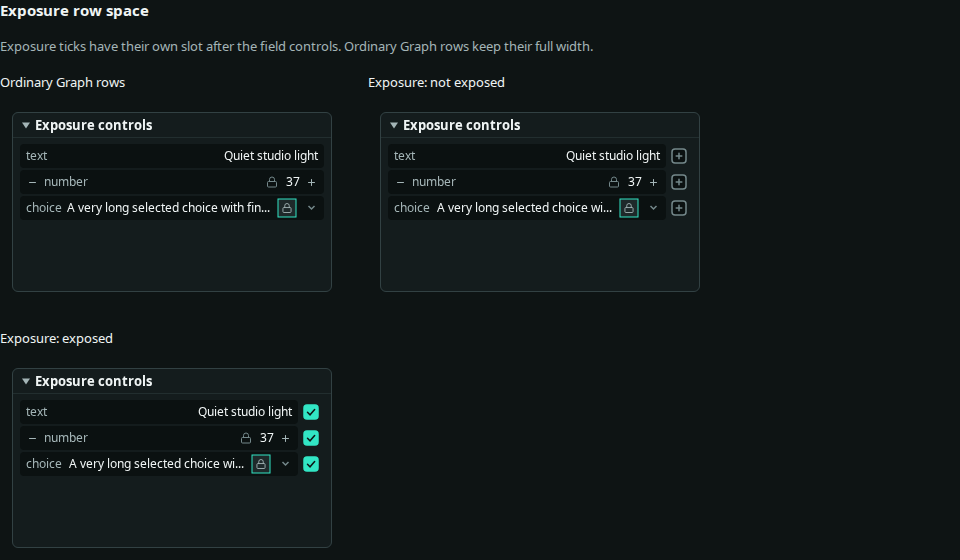 Exposure row space
Exposure ticks have their own slot after the field controls. Ordinary Graph rows keep their full width.
Ordinary Graph rows
Exposure controls
text Quiet studio light
− number 37 +
choice A very long selected choice with fin...
Exposure: not exposed
Exposure controls
text Quiet studio light
− number 37 +
choice A very long selected choice wi...
Exposure: exposed
Exposure controls
text Quiet studio light
− number 37 +
choice A very long selected choice wi...